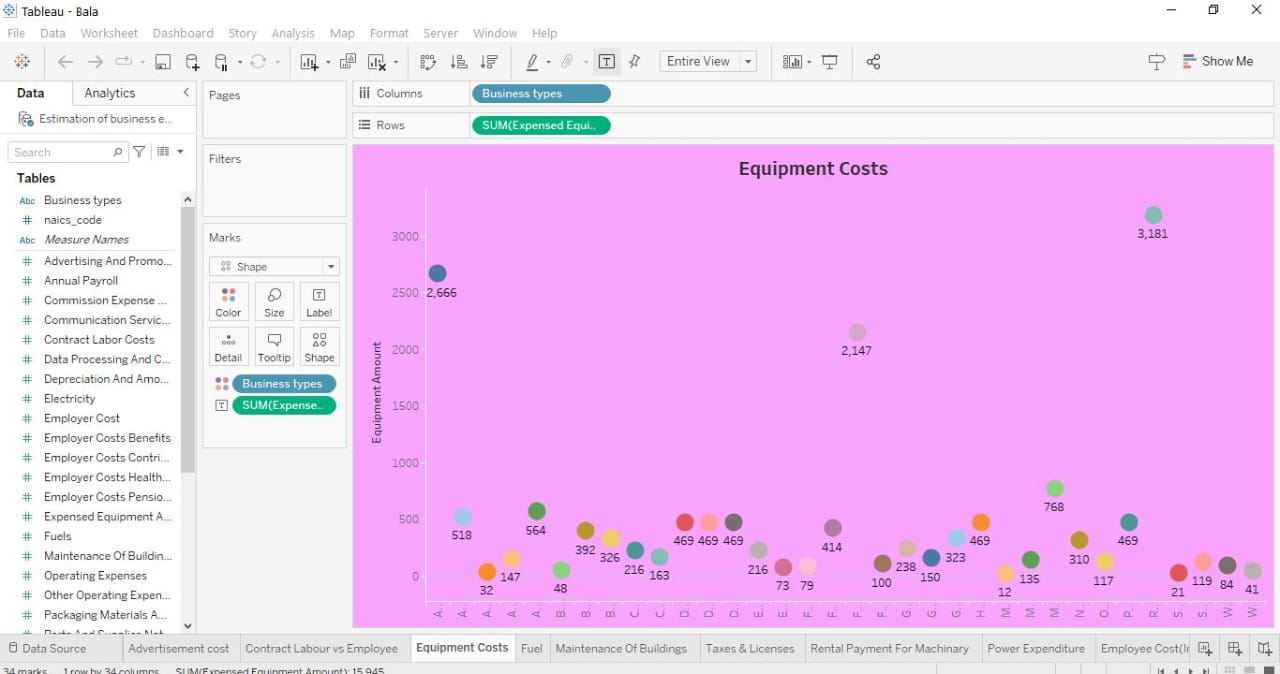 Tableau - Bala
File Data Worksheet Dashboard Story Analysis Map Format Server Window Help
Entire View
Show Me
Data Analytics
Estimation of business e...
Search
Tables
Abc Business types
# naics_code
Abc Measure Names
# Advertising And Promo...
# Annual Payroll
# Commission Expense ...
# Communication Servic...
# Contract Labor Costs
# Data Processing And C...
# Depreciation And Amo...
# Electricity
# Employer Cost
# Employer Costs Benefits
# Employer Costs Contri...
# Employer Costs Health...
# Employer Costs Pensio...
# Expensed Equipment A...
# Fuels
# Maintenance Of Buildin...
# Operating Expenses
# Other Operating Expen...
# Packaging Materials A...
# Parts And Supplies Not...
Pages
Filters
Marks
Shape
Color Size Label
Detail Tooltip Shape
Business types
SUM(Expense..
Columns Business types
Rows SUM(Expensed Equi..
Equipment Costs
Equipment Amount
3000
2500
2000
1500
1000
500
0
2,666 518 32 147 564 48 392 326 216 163 469 469 469 216 73 79 414 2,147 100 238 150 323 469 12 135 768 310 117 469 3,181 21 119 84 41
A.. A.. A.. A.. A.. B.. B.. B.. C.. C.. D.. D.. D.. E.. E.. F.. F.. F.. F.. G.. G.. G.. H.. M.. M.. M.. N.. O.. P.. R.. S.. S.. W.. W..
Data Source Advertisement cost Contract Labour vs Employee Equipment Costs Fuel Maintenance Of Buildings Taxes & Licenses Rental Payment For Machinary Power Expenditure Employee Cost(In
34 marks 1 row by 34 columns SUM(Expensed Equipment Amount): 15,945